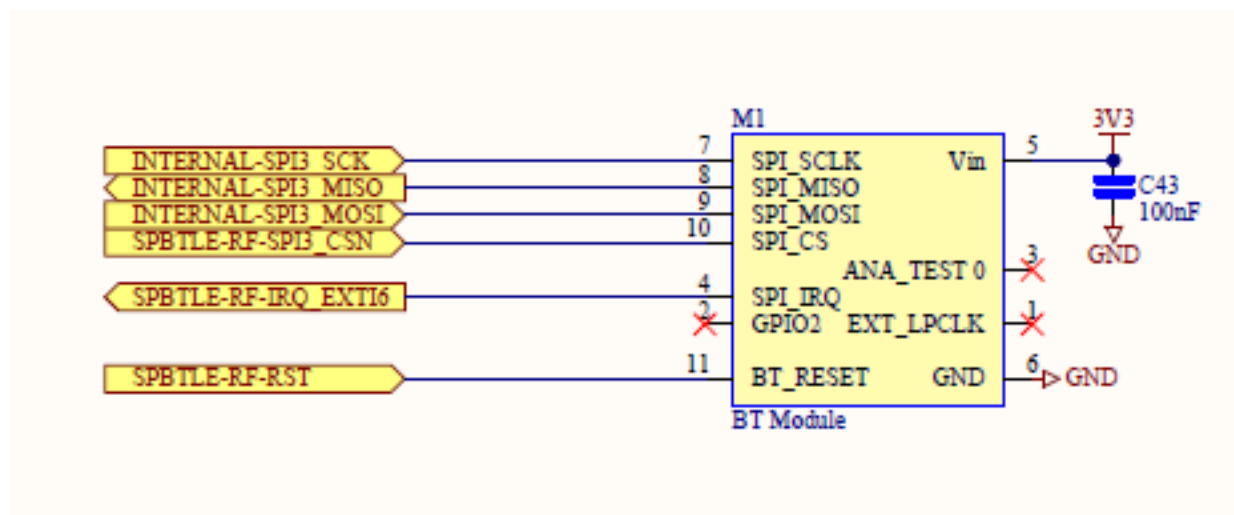 M1
3V3
INTERNAL-SPI3_SCK 7 SPI_SCLK Vin 5
INTERNAL-SPI3_MISO 8 SPI_MISO C43
INTERNAL-SPI3_MOSI 9 SPI_MOSI 100nF
SPBTLE-RF-SPI3_CSN 10 SPI_CS GND
ANA_TEST 0 3
SPBTLE-RF-IRQ_EXTI6 4 SPI_IRQ
2 GPIO2 EXT_LPCLK 1
SPBTLE-RF-RST 11 BT_RESET GND 6 GND
BT Module